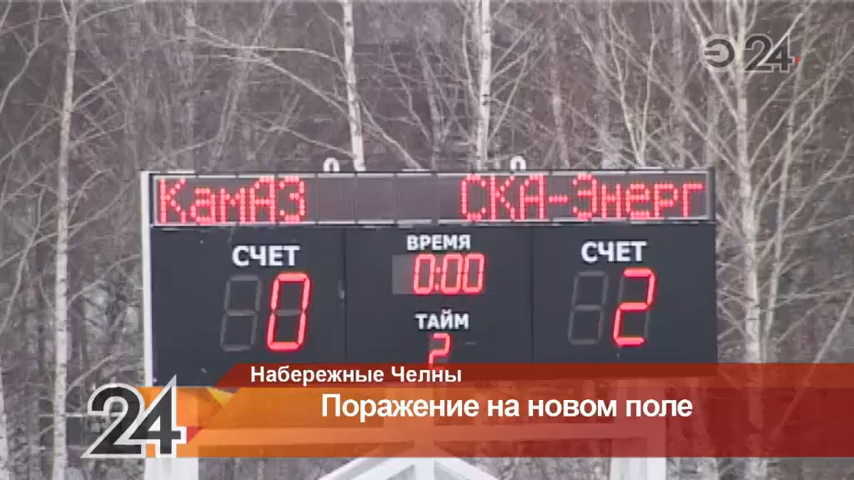 Э24
КамАЗ СКА-Энерг
СЧЕТ ВРЕМЯ СЧЕТ
0 0:00 2
ТАЙМ
2
Набережные Челны
24 Поражение на новом поле